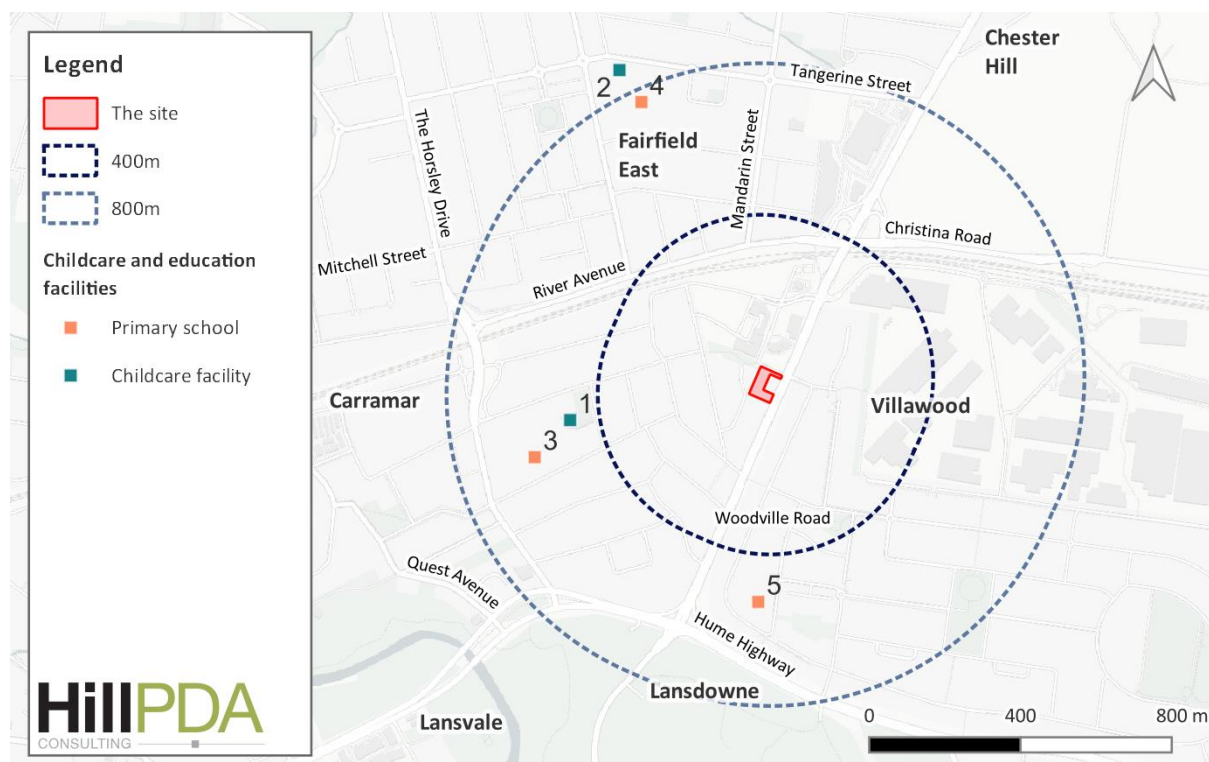 Legend
The site
400m
800m
Childcare and education
facilities
Primary school
Childcare facility
HillPDA
CONSULTING
Chester
Hill
Tangerine Street
2
4
Fairfield
East
The Horsley Drive
Mandarin Street
Christina Road
Mitchell Street
River Avenue
Carramar
1
Villawood
3
Woodville Road
Quest Avenue
5
Hume Highway
Lansdowne
Lansvale
0 400 800 m